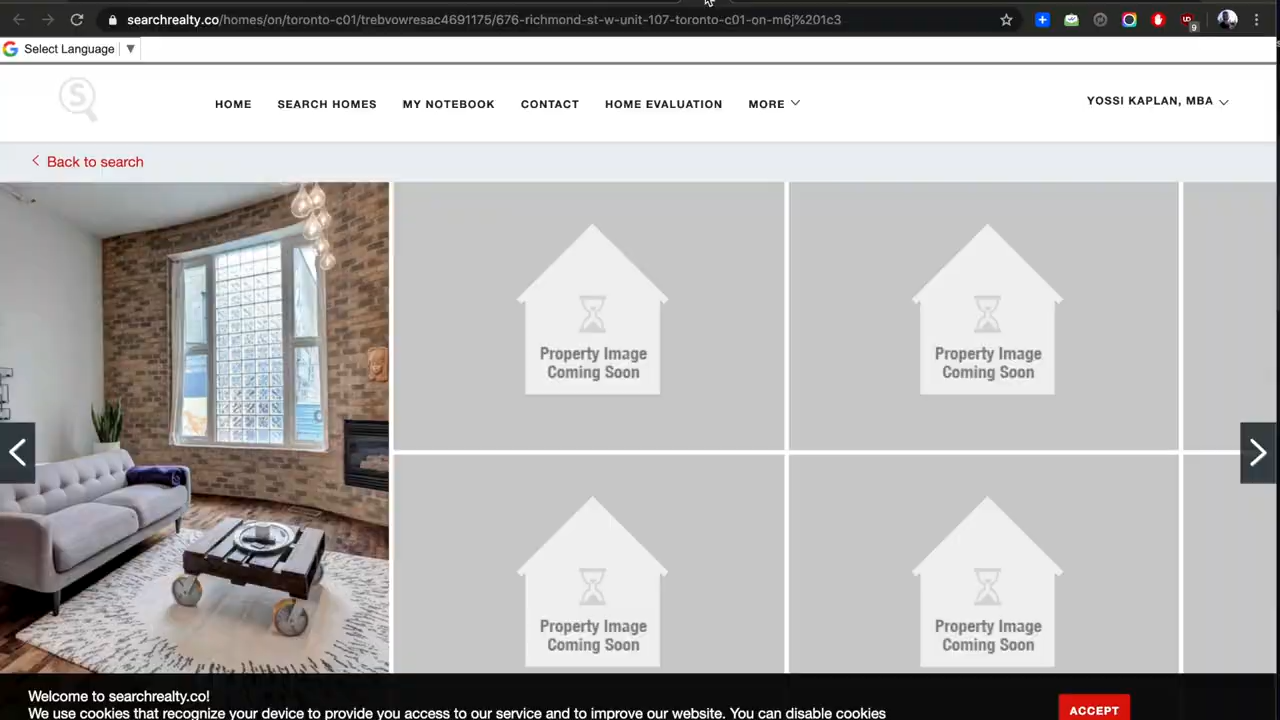 searchrealty.co/homes/on/toronto-c01/trebvowresac4691175/676-richmond-st-w-unit-107-toronto-c01-on-m6j%201c3
9
Select Language ▼
S
HOME SEARCH HOMES MY NOTEBOOK CONTACT HOME EVALUATION MORE YOSSI KAPLAN, MBA
Back to search
Property Image
Coming Soon
Property Image
Coming Soon
Property Image
Coming Soon
Property Image
Coming Soon
Welcome to searchrealty.co!
We use cookies that recognize your device to provide you access to our service and to improve our website. You can disable cookies
ACCEPT